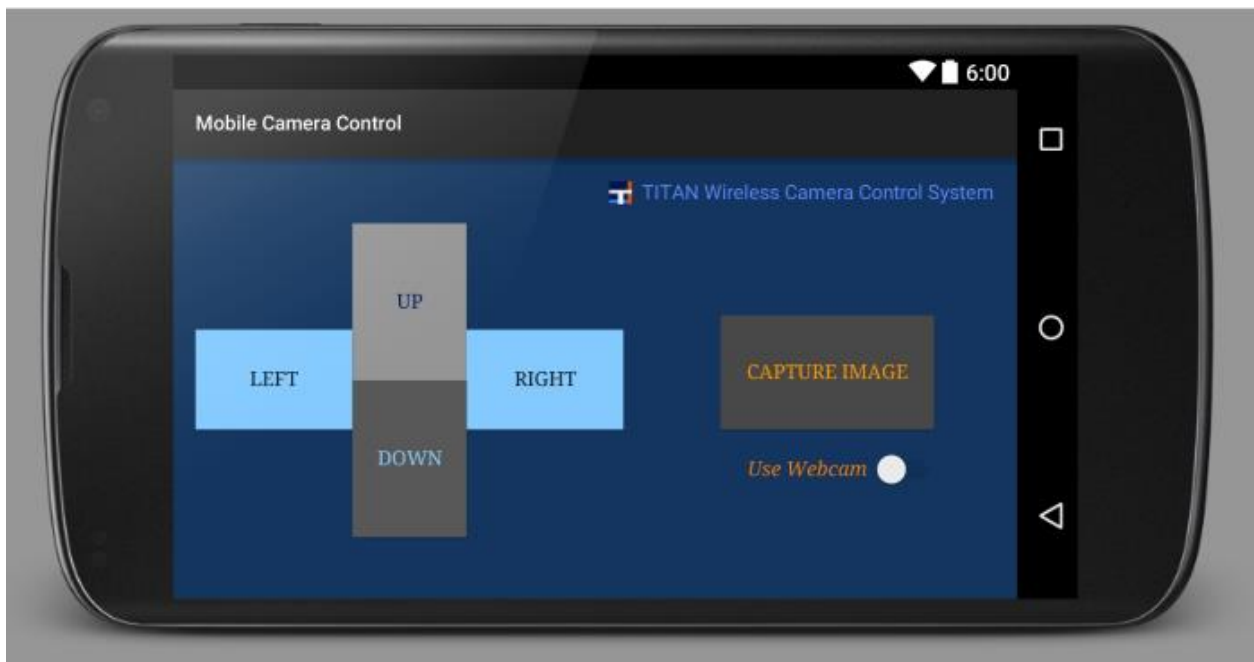 6:00
Mobile Camera Control
TITAN Wireless Camera Control System
UP
LEFT
RIGHT
CAPTURE IMAGE
DOWN
Use Webcam